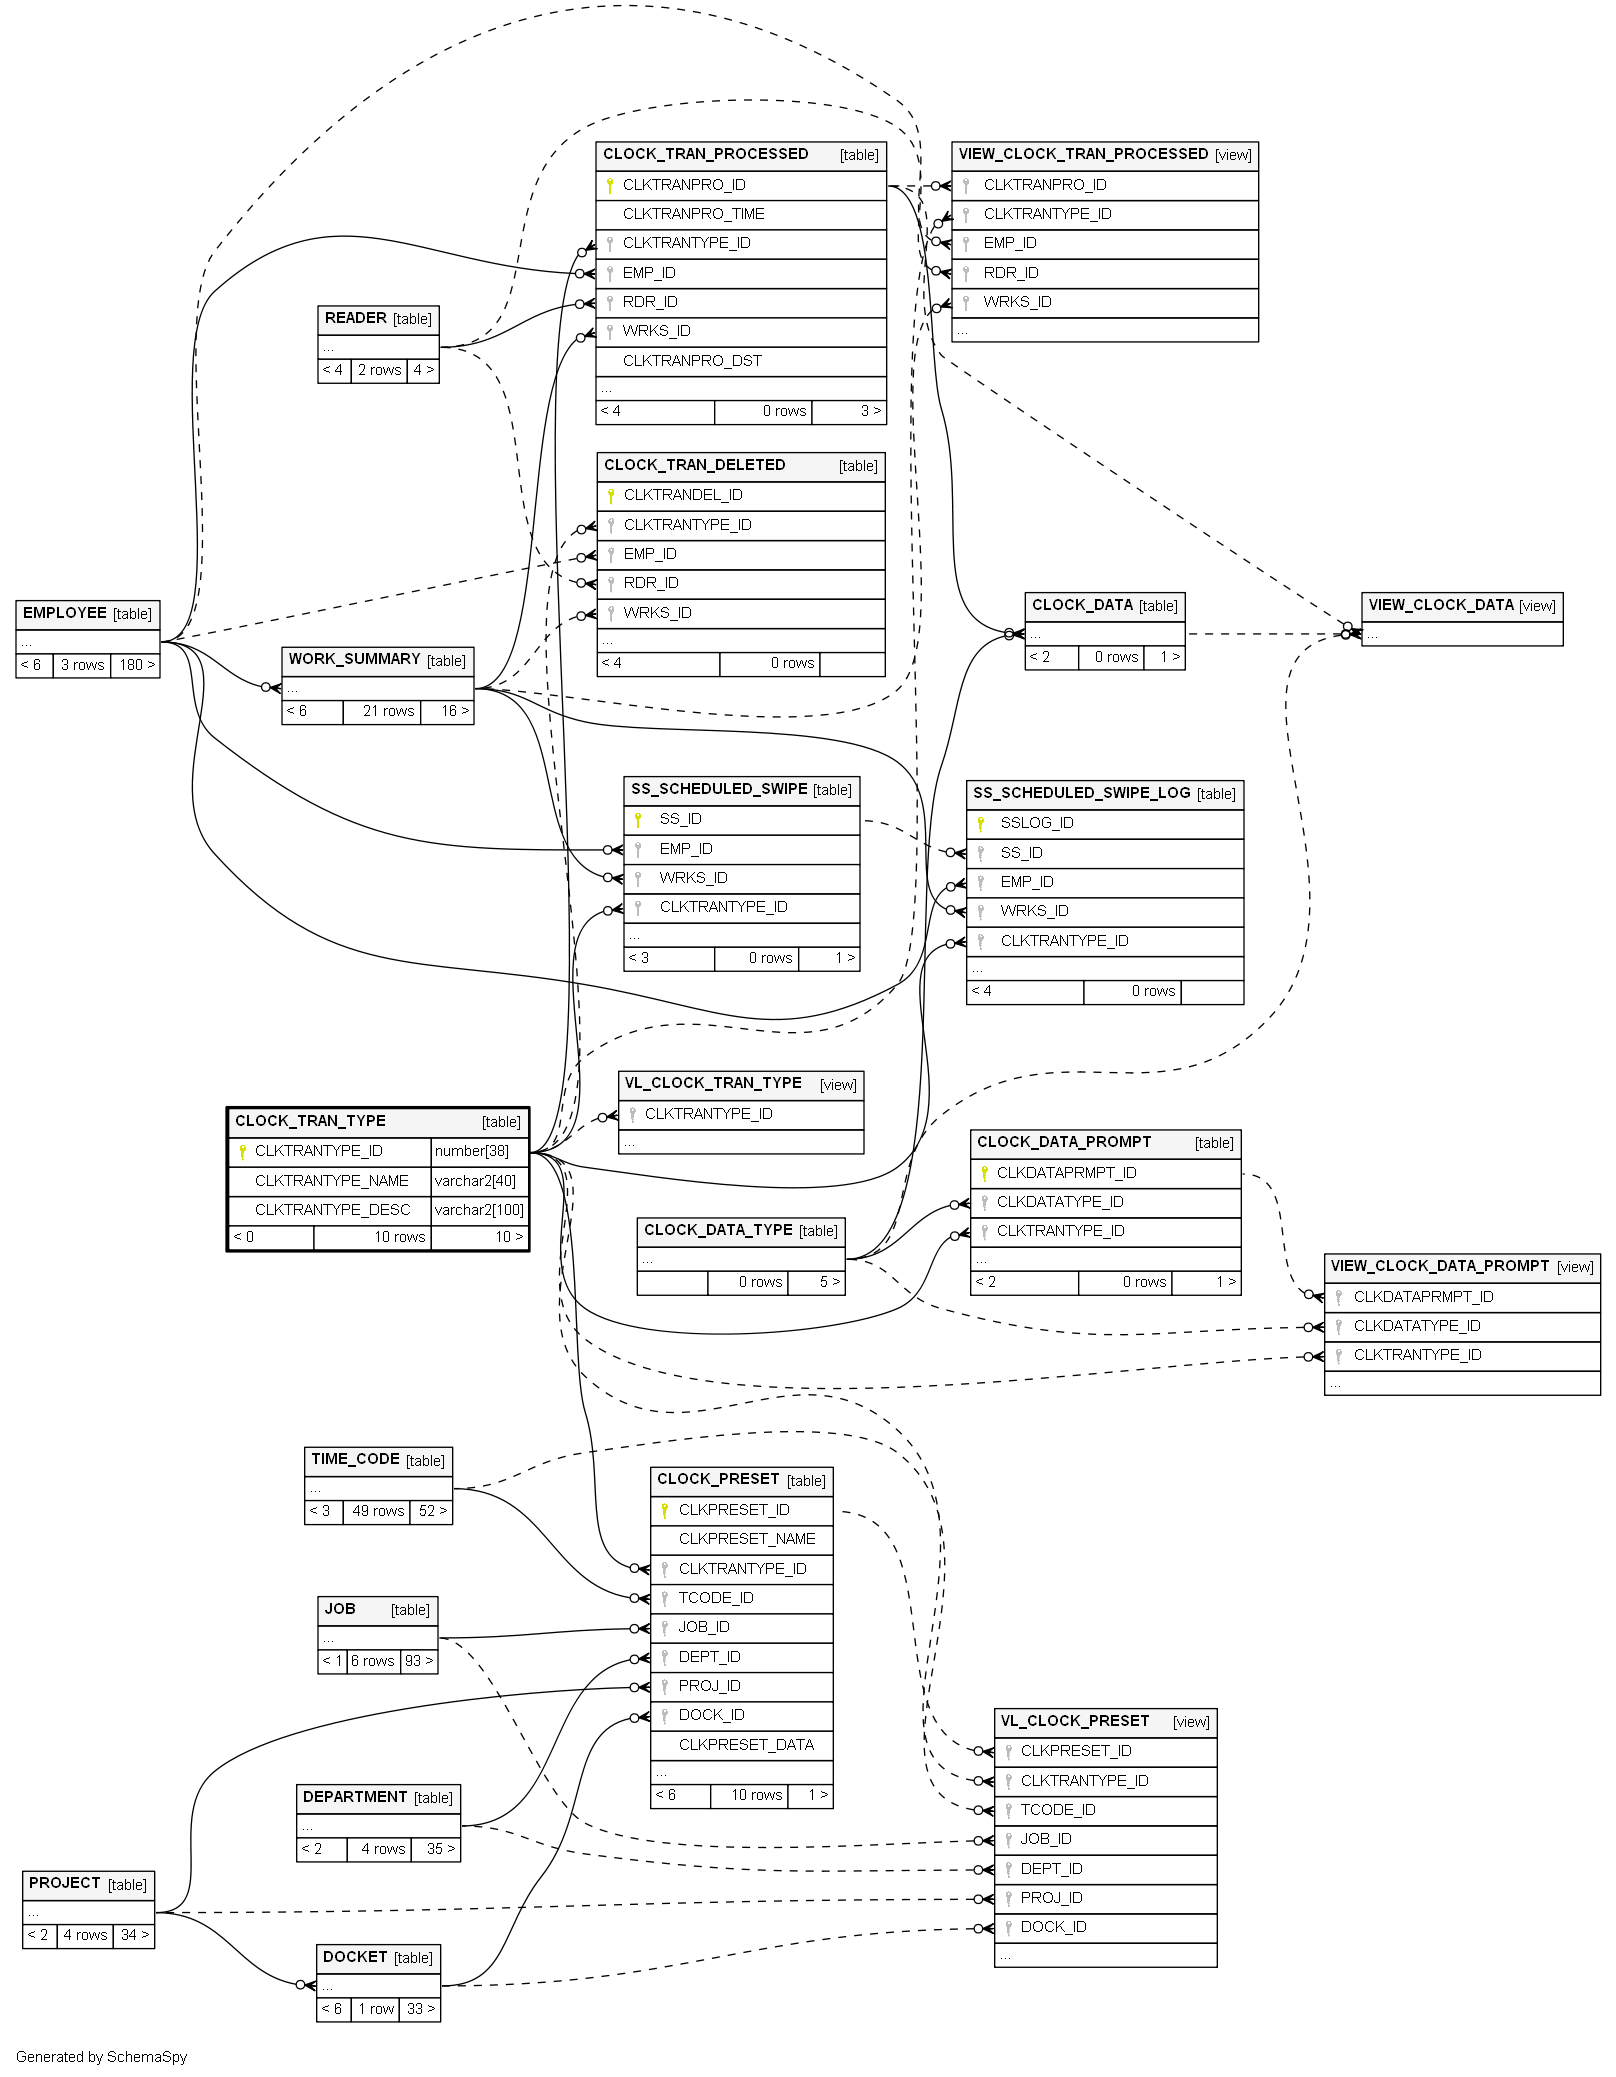 CLOCK_TRAN_PROCESSED [table]
CLKTRANPRO_ID
CLKTRANPRO_TIME
CLKTRANTYPE_ID
EMP_ID
RDR_ID
WRKS_ID
CLKTRANPRO_DST
...
< 4 0 rows 3 >
VIEW_CLOCK_TRAN_PROCESSED [view]
CLKTRANPRO_ID
CLKTRANTYPE_ID
EMP_ID
RDR_ID
WRKS_ID
...
READER [table]
...
< 4 2 rows 4 >
CLOCK_TRAN_DELETED [table]
CLKTRANDEL_ID
CLKTRANTYPE_ID
EMP_ID
RDR_ID
WRKS_ID
...
< 4 0 rows
EMPLOYEE [table]
...
< 6 3 rows 180 >
WORK_SUMMARY [table]
...
< 6 21 rows 16 >
CLOCK_DATA [table]
...
< 2 0 rows 1 >
VIEW_CLOCK_DATA [view]
...
SS_SCHEDULED_SWIPE [table]
SS_ID
EMP_ID
WRKS_ID
CLKTRANTYPE_ID
...
< 3 0 rows 1 >
SS_SCHEDULED_SWIPE_LOG [table]
SSLOG_ID
SS_ID
EMP_ID
WRKS_ID
CLKTRANTYPE_ID
...
< 4 0 rows
VL_CLOCK_TRAN_TYPE [view]
CLKTRANTYPE_ID
...
CLOCK_TRAN_TYPE [table]
CLKTRANTYPE_ID number[38]
CLKTRANTYPE_NAME varchar2[40]
CLKTRANTYPE_DESC varchar2[100]
< 0 10 rows 10 >
CLOCK_DATA_PROMPT [table]
CLKDATAPRMPT_ID
CLKDATATYPE_ID
CLKTRANTYPE_ID
...
< 2 0 rows 1 >
CLOCK_DATA_TYPE [table]
...
0 rows 5 >
VIEW_CLOCK_DATA_PROMPT [view]
CLKDATAPRMPT_ID
CLKDATATYPE_ID
CLKTRANTYPE_ID
...
TIME_CODE [table]
...
< 3 49 rows 52 >
CLOCK_PRESET [table]
CLKPRESET_ID
CLKPRESET_NAME
CLKTRANTYPE_ID
TCODE_ID
JOB_ID
DEPT_ID
PROJ_ID
DOCK_ID
CLKPRESET_DATA
...
< 6 10 rows 1 >
JOB [table]
...
< 1 6 rows 93 >
VL_CLOCK_PRESET [view]
CLKPRESET_ID
CLKTRANTYPE_ID
TCODE_ID
JOB_ID
DEPT_ID
PROJ_ID
DOCK_ID
...
DEPARTMENT [table]
...
< 2 4 rows 35 >
PROJECT [table]
...
< 2 4 rows 34 >
DOCKET [table]
...
< 6 1 row 33 >
Generated by SchemaSpy